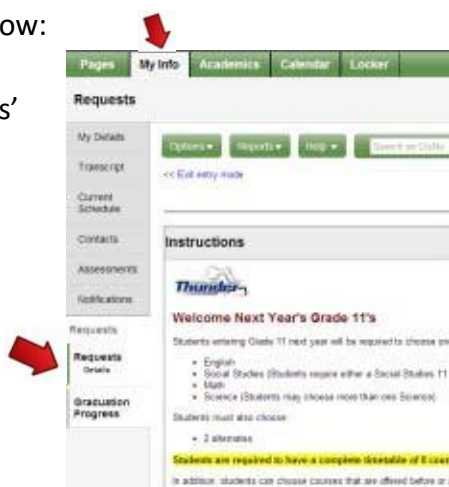 ow:
s’
Pages My Info Academics Calendar Locker
Requests
My Details
Transcript
Current
Schedule
Contacts
Assessments
Notifications
Requests
Requests
Details
Graduation
Progress
Options Reports Help Search on
<< Exit entry mode
Instructions
Thunder
Welcome Next Year's Grade 11's
Students entering Grade 11 next year will be required to choose
English
Social Studies (Students require either a Social Studies 11
Math
Science (Students may choose more than one Science)
Students must also choose
2 alternates
Students are required to have a complete timetable of 8
In addition, students can choose courses that are offered before or